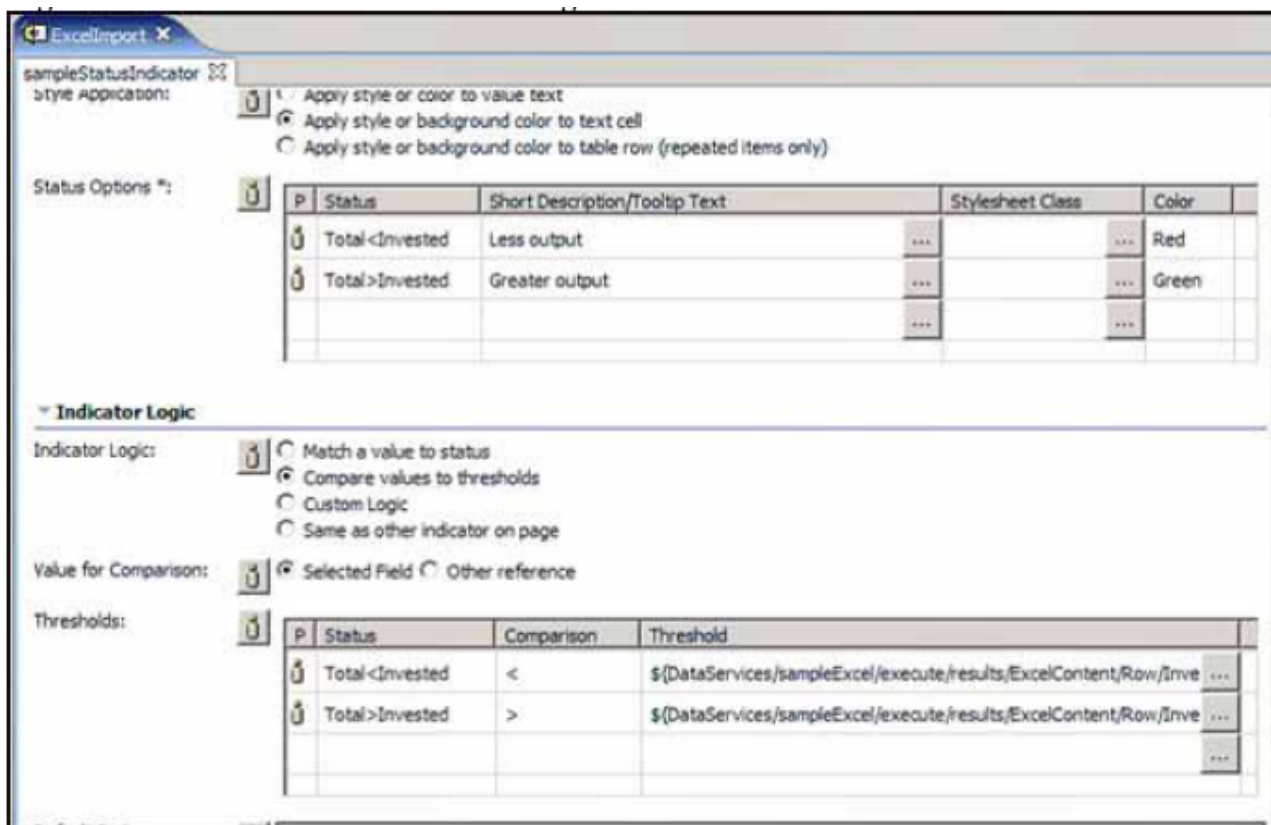 ExcelImport
sampleStatusIndicator
Style Application:
Apply style or color to value text
Apply style or background color to text cell
Apply style or background color to table row (repeated items only)
Status Options *:
P Status Short Description/Tooltip Text Stylesheet Class Color
Total<Invested Less output ... ... Red
Total>Invested Greater output ... ... Green
... ...
Indicator Logic
Indicator Logic:
Match a value to status
Compare values to thresholds
Custom Logic
Same as other indicator on page
Value for Comparison:
Selected Field Other reference
Thresholds:
P Status Comparison Threshold
Total<Invested < ${DataServices/sampleExcel/execute/results/ExcelContent/Row/Inve ...
Total>Invested > ${DataServices/sampleExcel/execute/results/ExcelContent/Row/Inve ...
...